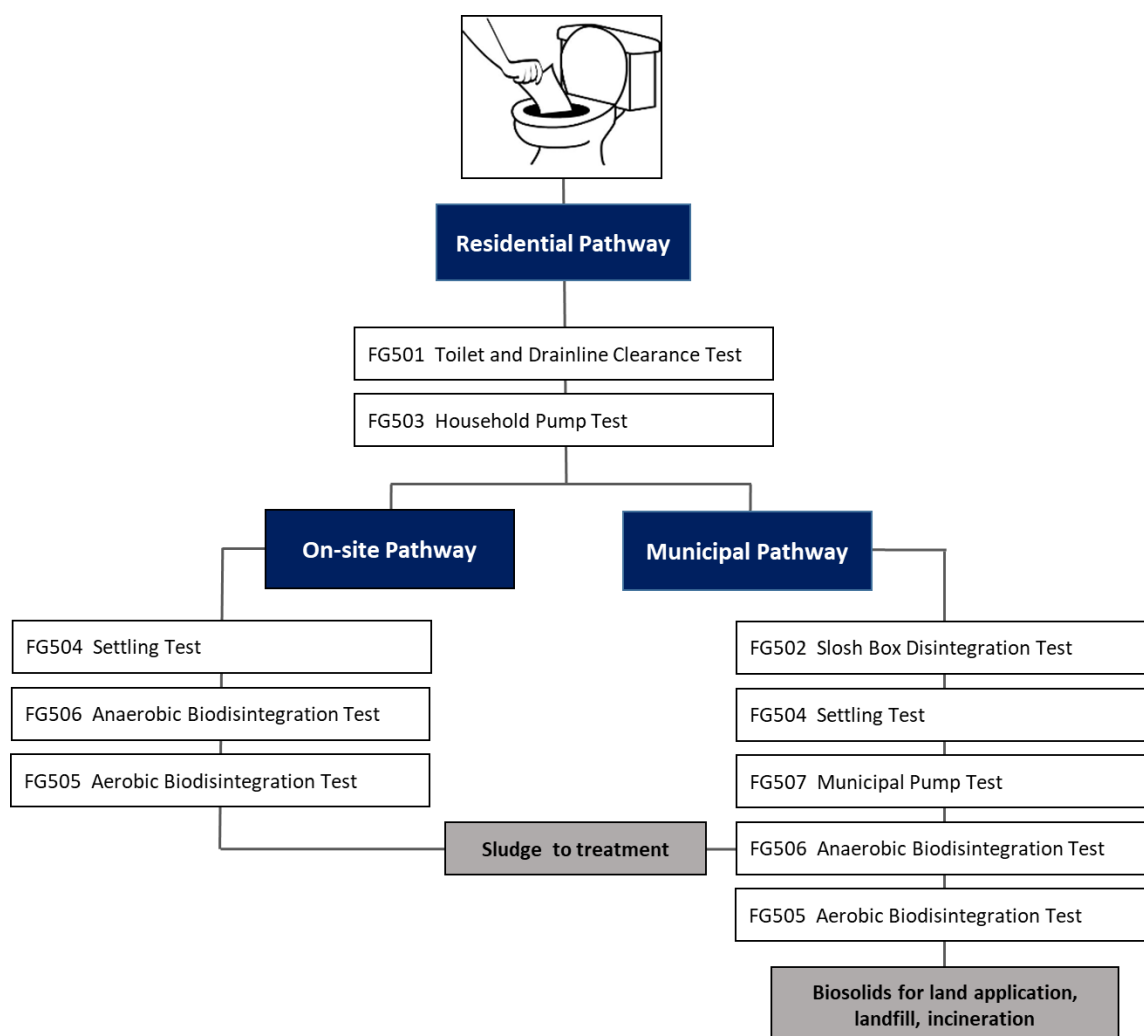 Residential Pathway
FG501 Toilet and Drainline Clearance Test
FG503 Household Pump Test
On-site Pathway
Municipal Pathway
FG504 Settling Test
FG506 Anaerobic Biodisintegration Test
FG505 Aerobic Biodisintegration Test
Sludge to treatment
FG502 Slosh Box Disintegration Test
FG504 Settling Test
FG507 Municipal Pump Test
FG506 Anaerobic Biodisintegration Test
FG505 Aerobic Biodisintegration Test
Biosolids for land application,
landfill, incineration